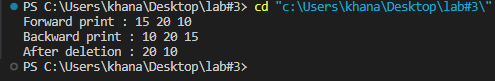 PS C:\Users\khana\Desktop\lab#3> cd "c:\Users\khana\Desktop\lab#3\"
Forward print : 15 20 10
Backward print : 10 20 15
After deletion : 20 10
PS C:\Users\khana\Desktop\lab#3>